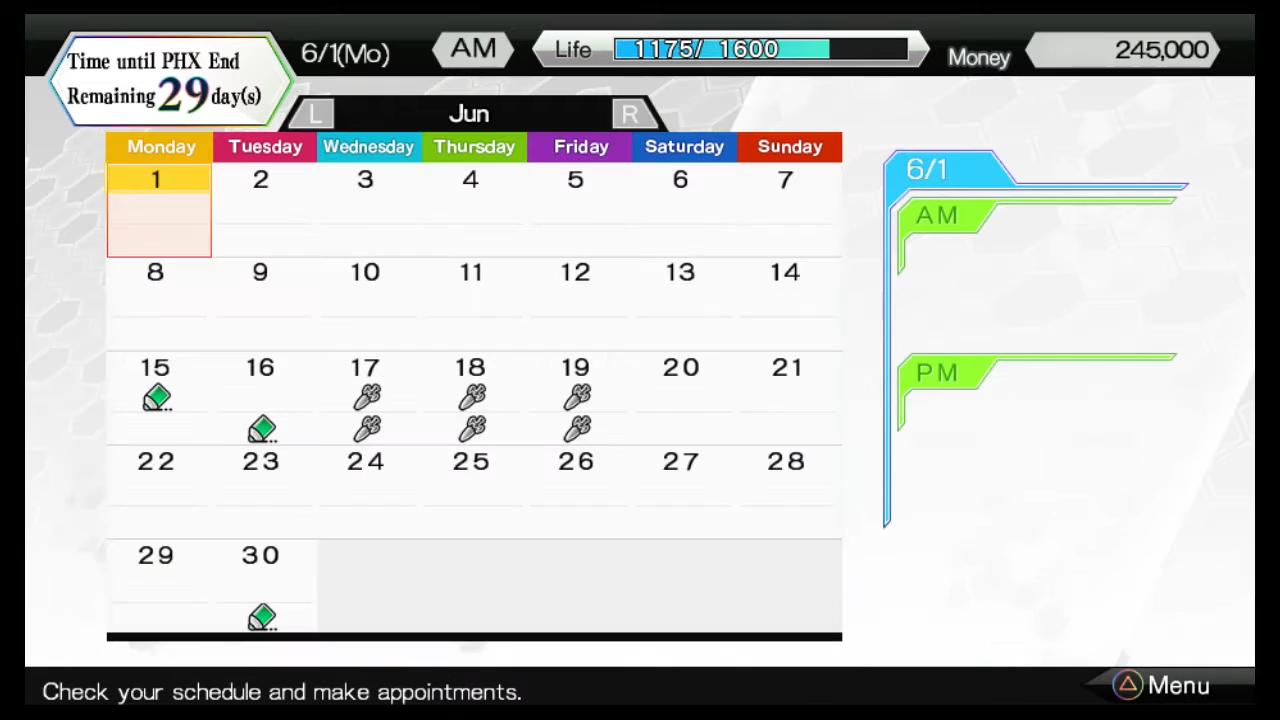 Time until PHX End
Remaining 29 day(s)
6/1(Mo)
AM
Life 1175/ 1600
Money 245,000
L Jun R
Monday Tuesday Wednesday Thursday Friday Saturday Sunday
1 2 3 4 5 6 7
8 9 10 11 12 13 14
15 16 17 18 19 20 21
22 23 24 25 26 27 28
29 30
6/1
AM
PM
Check your schedule and make appointments.
Menu